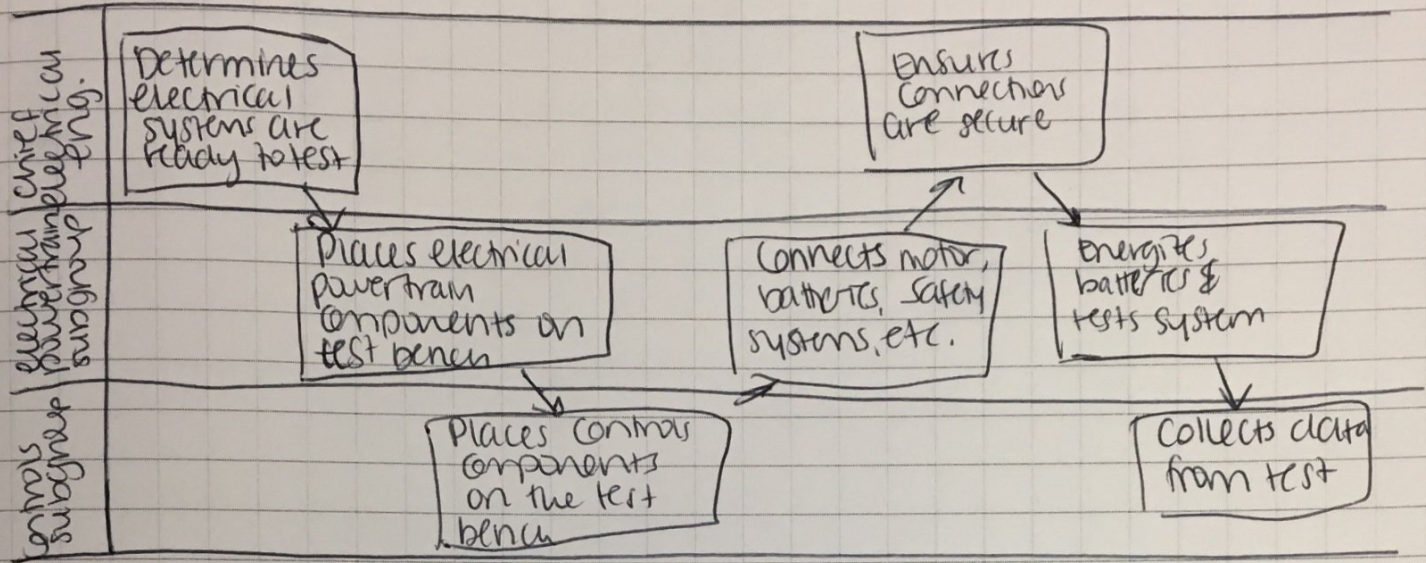 chief
electrical
eng.
Determines
electrical
systems are
ready to test
Ensures
connections
are secure
electrical
powertrain
subgroup
Places electrical
powertrain
components on
test bench
Connects motor,
batteries, safety
systems, etc.
Energizes
batteries &
tests system
controls
subgroup
Places controls
components
on the test
bench
Collects data
from test